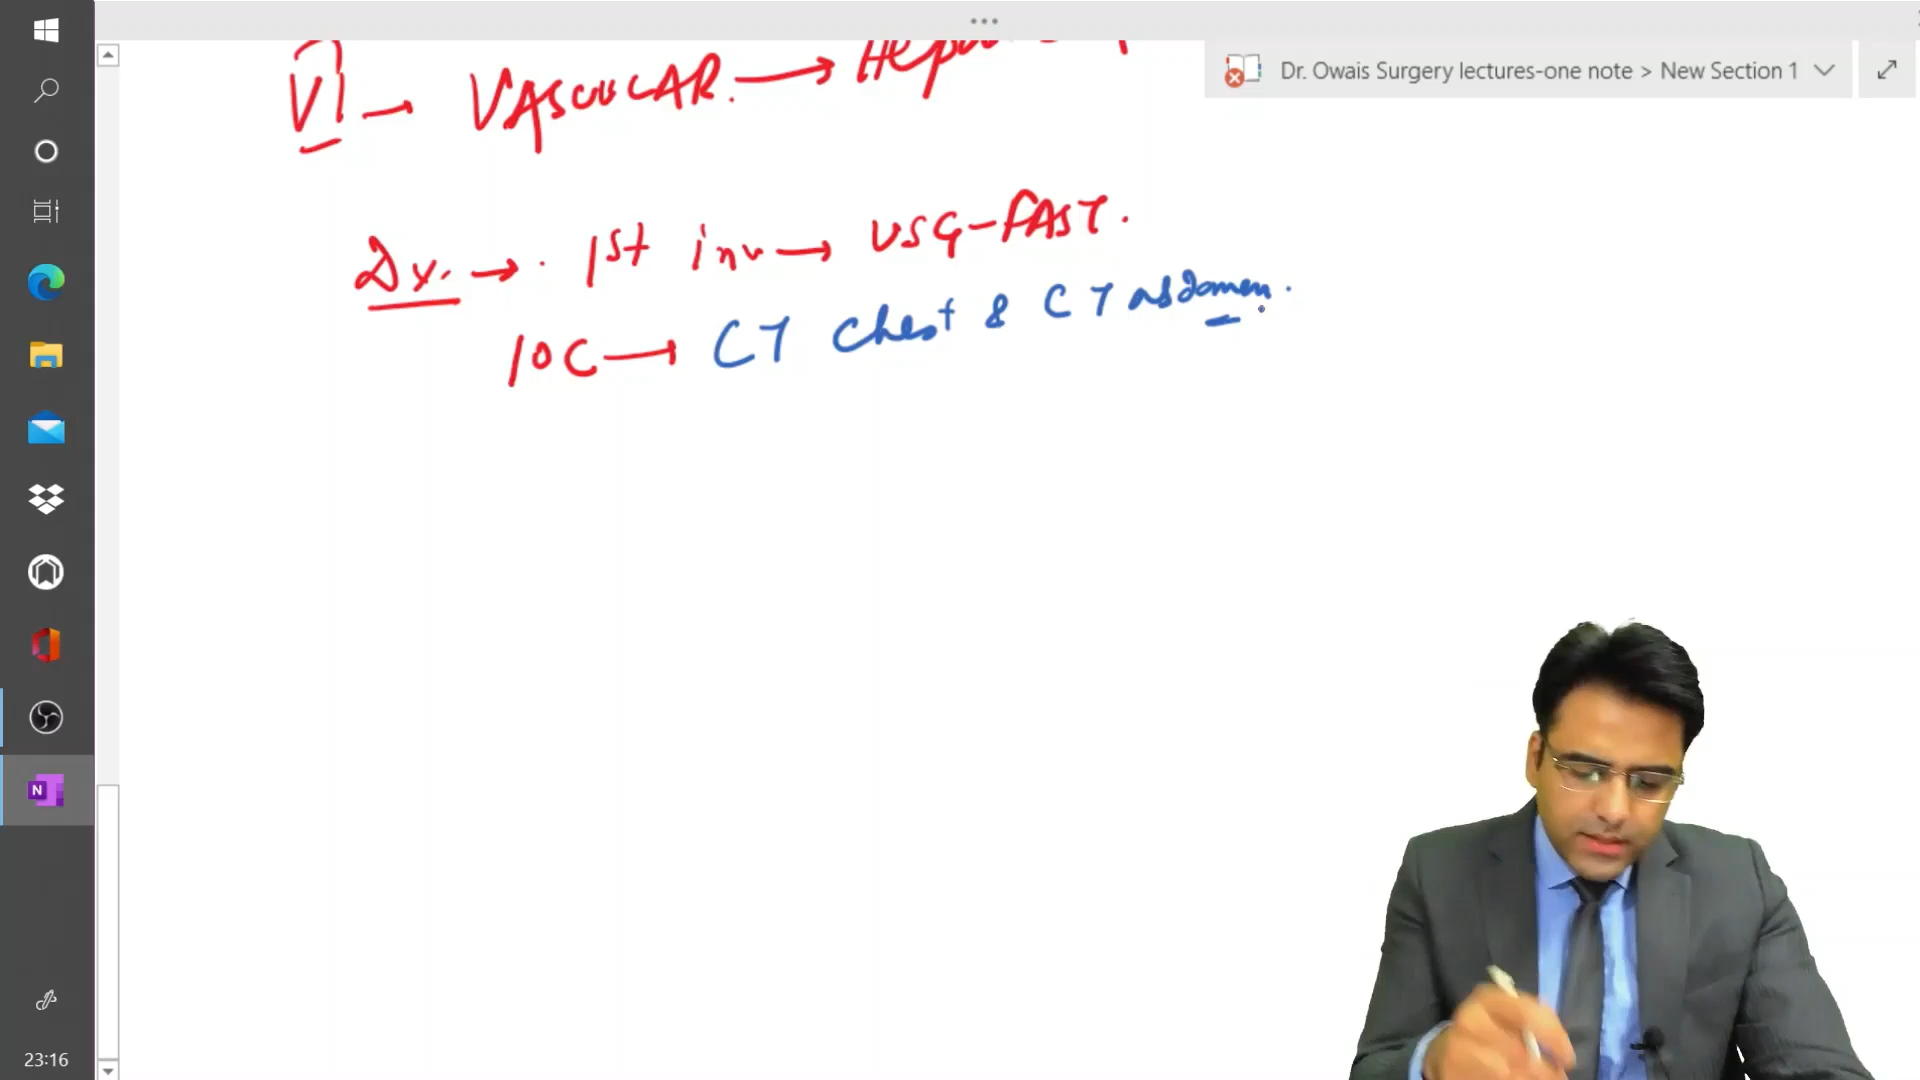 Dr. Owais Surgery lectures-one note > New Section 1
VI → VASCULAR. →
Dx. → . 1st inv → USG-FAST.
IOC → CT Chest & CT abdomen.
N
23:16